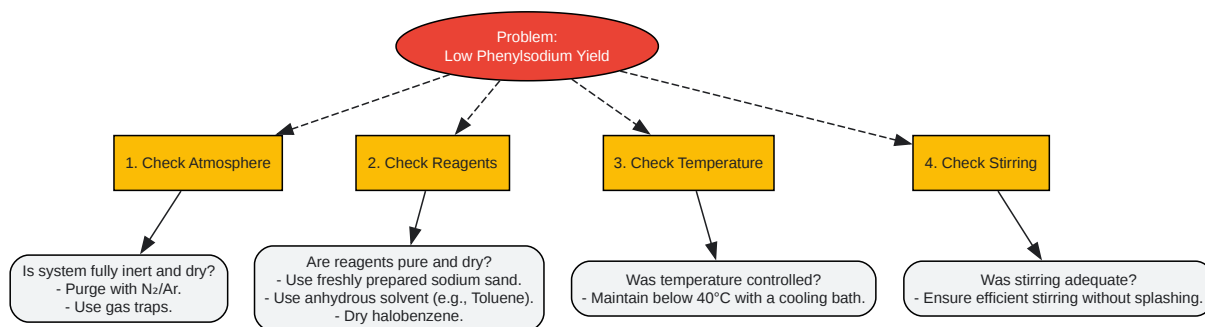 Problem:
Low Phenylsodium Yield
1. Check Atmosphere
2. Check Reagents
3. Check Temperature
4. Check Stirring
Is system fully inert and dry?
- Purge with N₂/Ar.
- Use gas traps.
Are reagents pure and dry?
- Use freshly prepared sodium sand.
- Use anhydrous solvent (e.g., Toluene).
- Dry halobenzene.
Was temperature controlled?
- Maintain below 40°C with a cooling bath.
Was stirring adequate?
- Ensure efficient stirring without splashing.